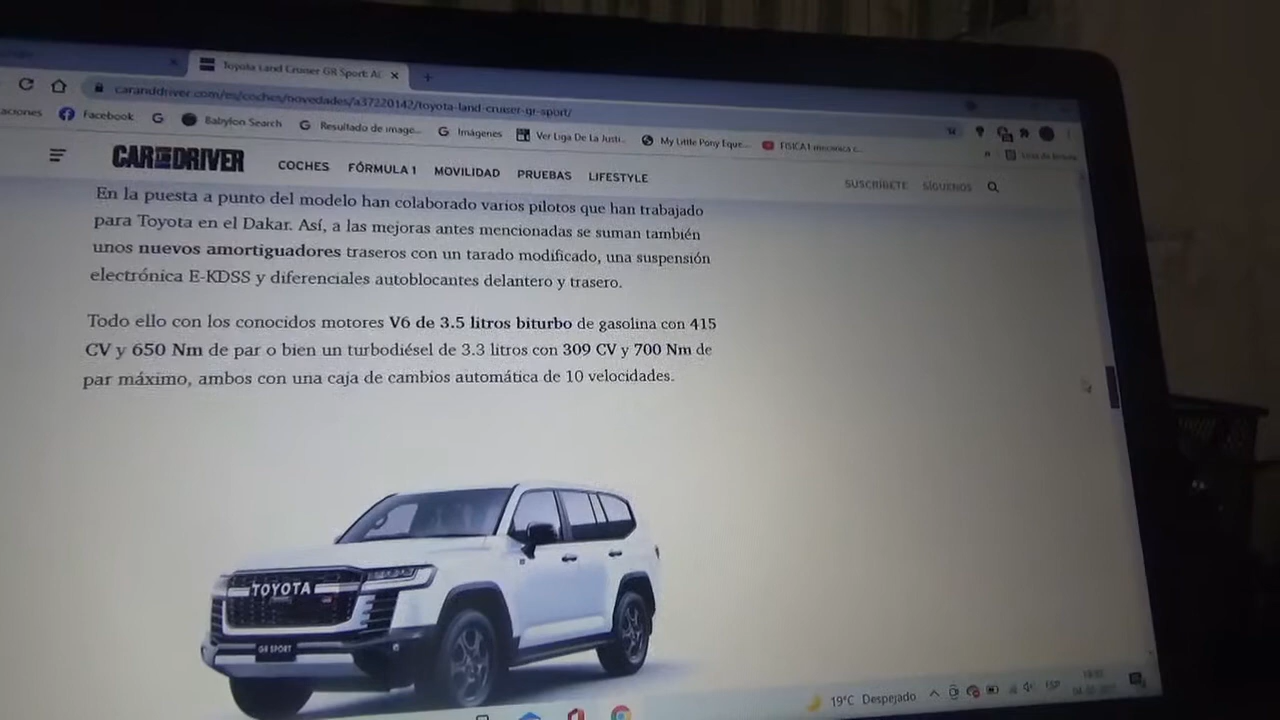 Toyota Land Cruiser GR Sport: AC
caranddriver.com/es/coches/novedades/a37220142/toyota-land-cruiser-gr-sport/
aciones
Facebook
Babylon Search
Resultado de image...
Imágenes
Ver Liga De La Justi...
My Little Pony Eque...
FISICA I mecanica c...
CAR AND DRIVER
COCHES
FÓRMULA 1
MOVILIDAD
PRUEBAS
LIFESTYLE
SUSCRÍBETE
SÍGUENOS
En la puesta a punto del modelo han colaborado varios pilotos que han trabajado
para Toyota en el Dakar. Así, a las mejoras antes mencionadas se suman también
unos nuevos amortiguadores traseros con un tarado modificado, una suspensión
electrónica E-KDSS y diferenciales autoblocantes delantero y trasero.
Todo ello con los conocidos motores V6 de 3.5 litros biturbo de gasolina con 415
CV y 650 Nm de par o bien un turbodiésel de 3.3 litros con 309 CV y 700 Nm de
par máximo, ambos con una caja de cambios automática de 10 velocidades.
TOYOTA
GR SPORT
19°C Despejado
ESP